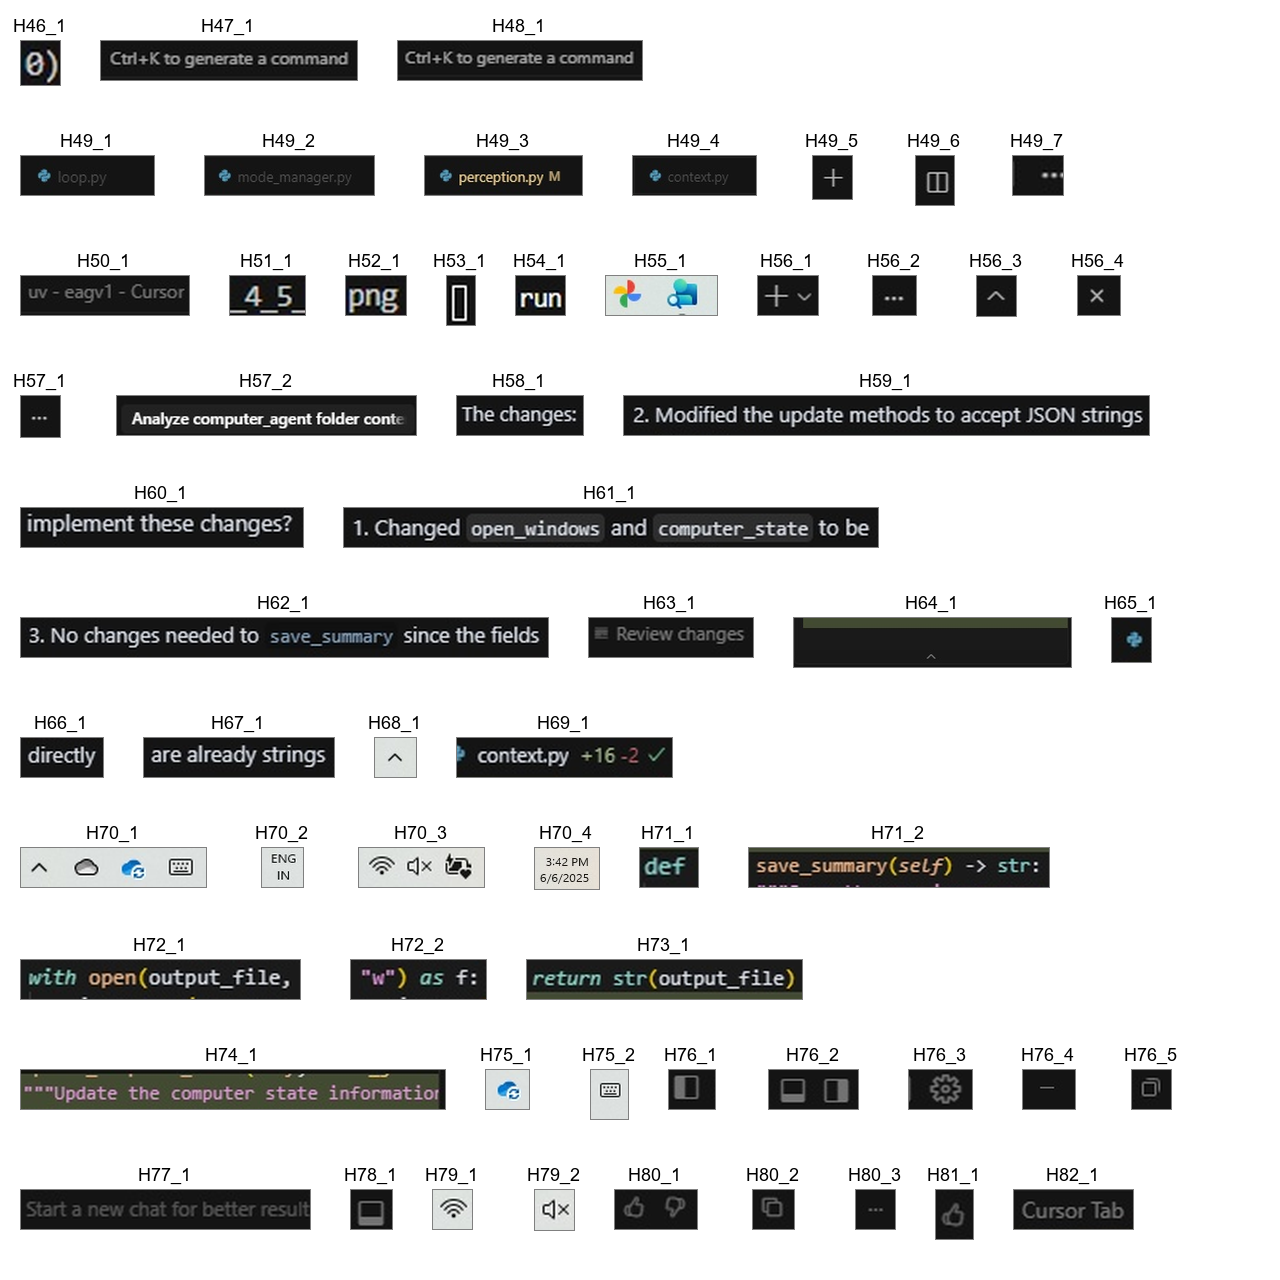 H46_1 H47_1 H48_1
0) Ctrl+K to generate a command Ctrl+K to generate a command
H49_1 H49_2 H49_3 H49_4 H49_5 H49_6 H49_7
loop.py mode_manager.py perception.py M context.py + ...
H50_1 H51_1 H52_1 H53_1 H54_1 H55_1 H56_1 H56_2 H56_3 H56_4
uv - eagv1 - Cursor _4_5_ png [] run + ...
H57_1 H57_2 H58_1 H59_1
... Analyze computer_agent folder conte The changes: 2. Modified the update methods to accept JSON strings
H60_1 H61_1
implement these changes? 1. Changed open_windows and computer_state to be
H62_1 H63_1 H64_1 H65_1
3. No changes needed to save_summary since the fields Review changes
H66_1 H67_1 H68_1 H69_1
directly are already strings context.py +16 -2
H70_1 H70_2 H70_3 H70_4 H71_1 H71_2
ENG 3:42 PM def save_summary(self) -> str:
IN 6/6/2025
H72_1 H72_2 H73_1
with open(output_file, "w") as f: return str(output_file)
H74_1 H75_1 H75_2 H76_1 H76_2 H76_3 H76_4 H76_5
"""Update the computer state information
H77_1 H78_1 H79_1 H79_2 H80_1 H80_2 H80_3 H81_1 H82_1
Start a new chat for better result ... Cursor Tab